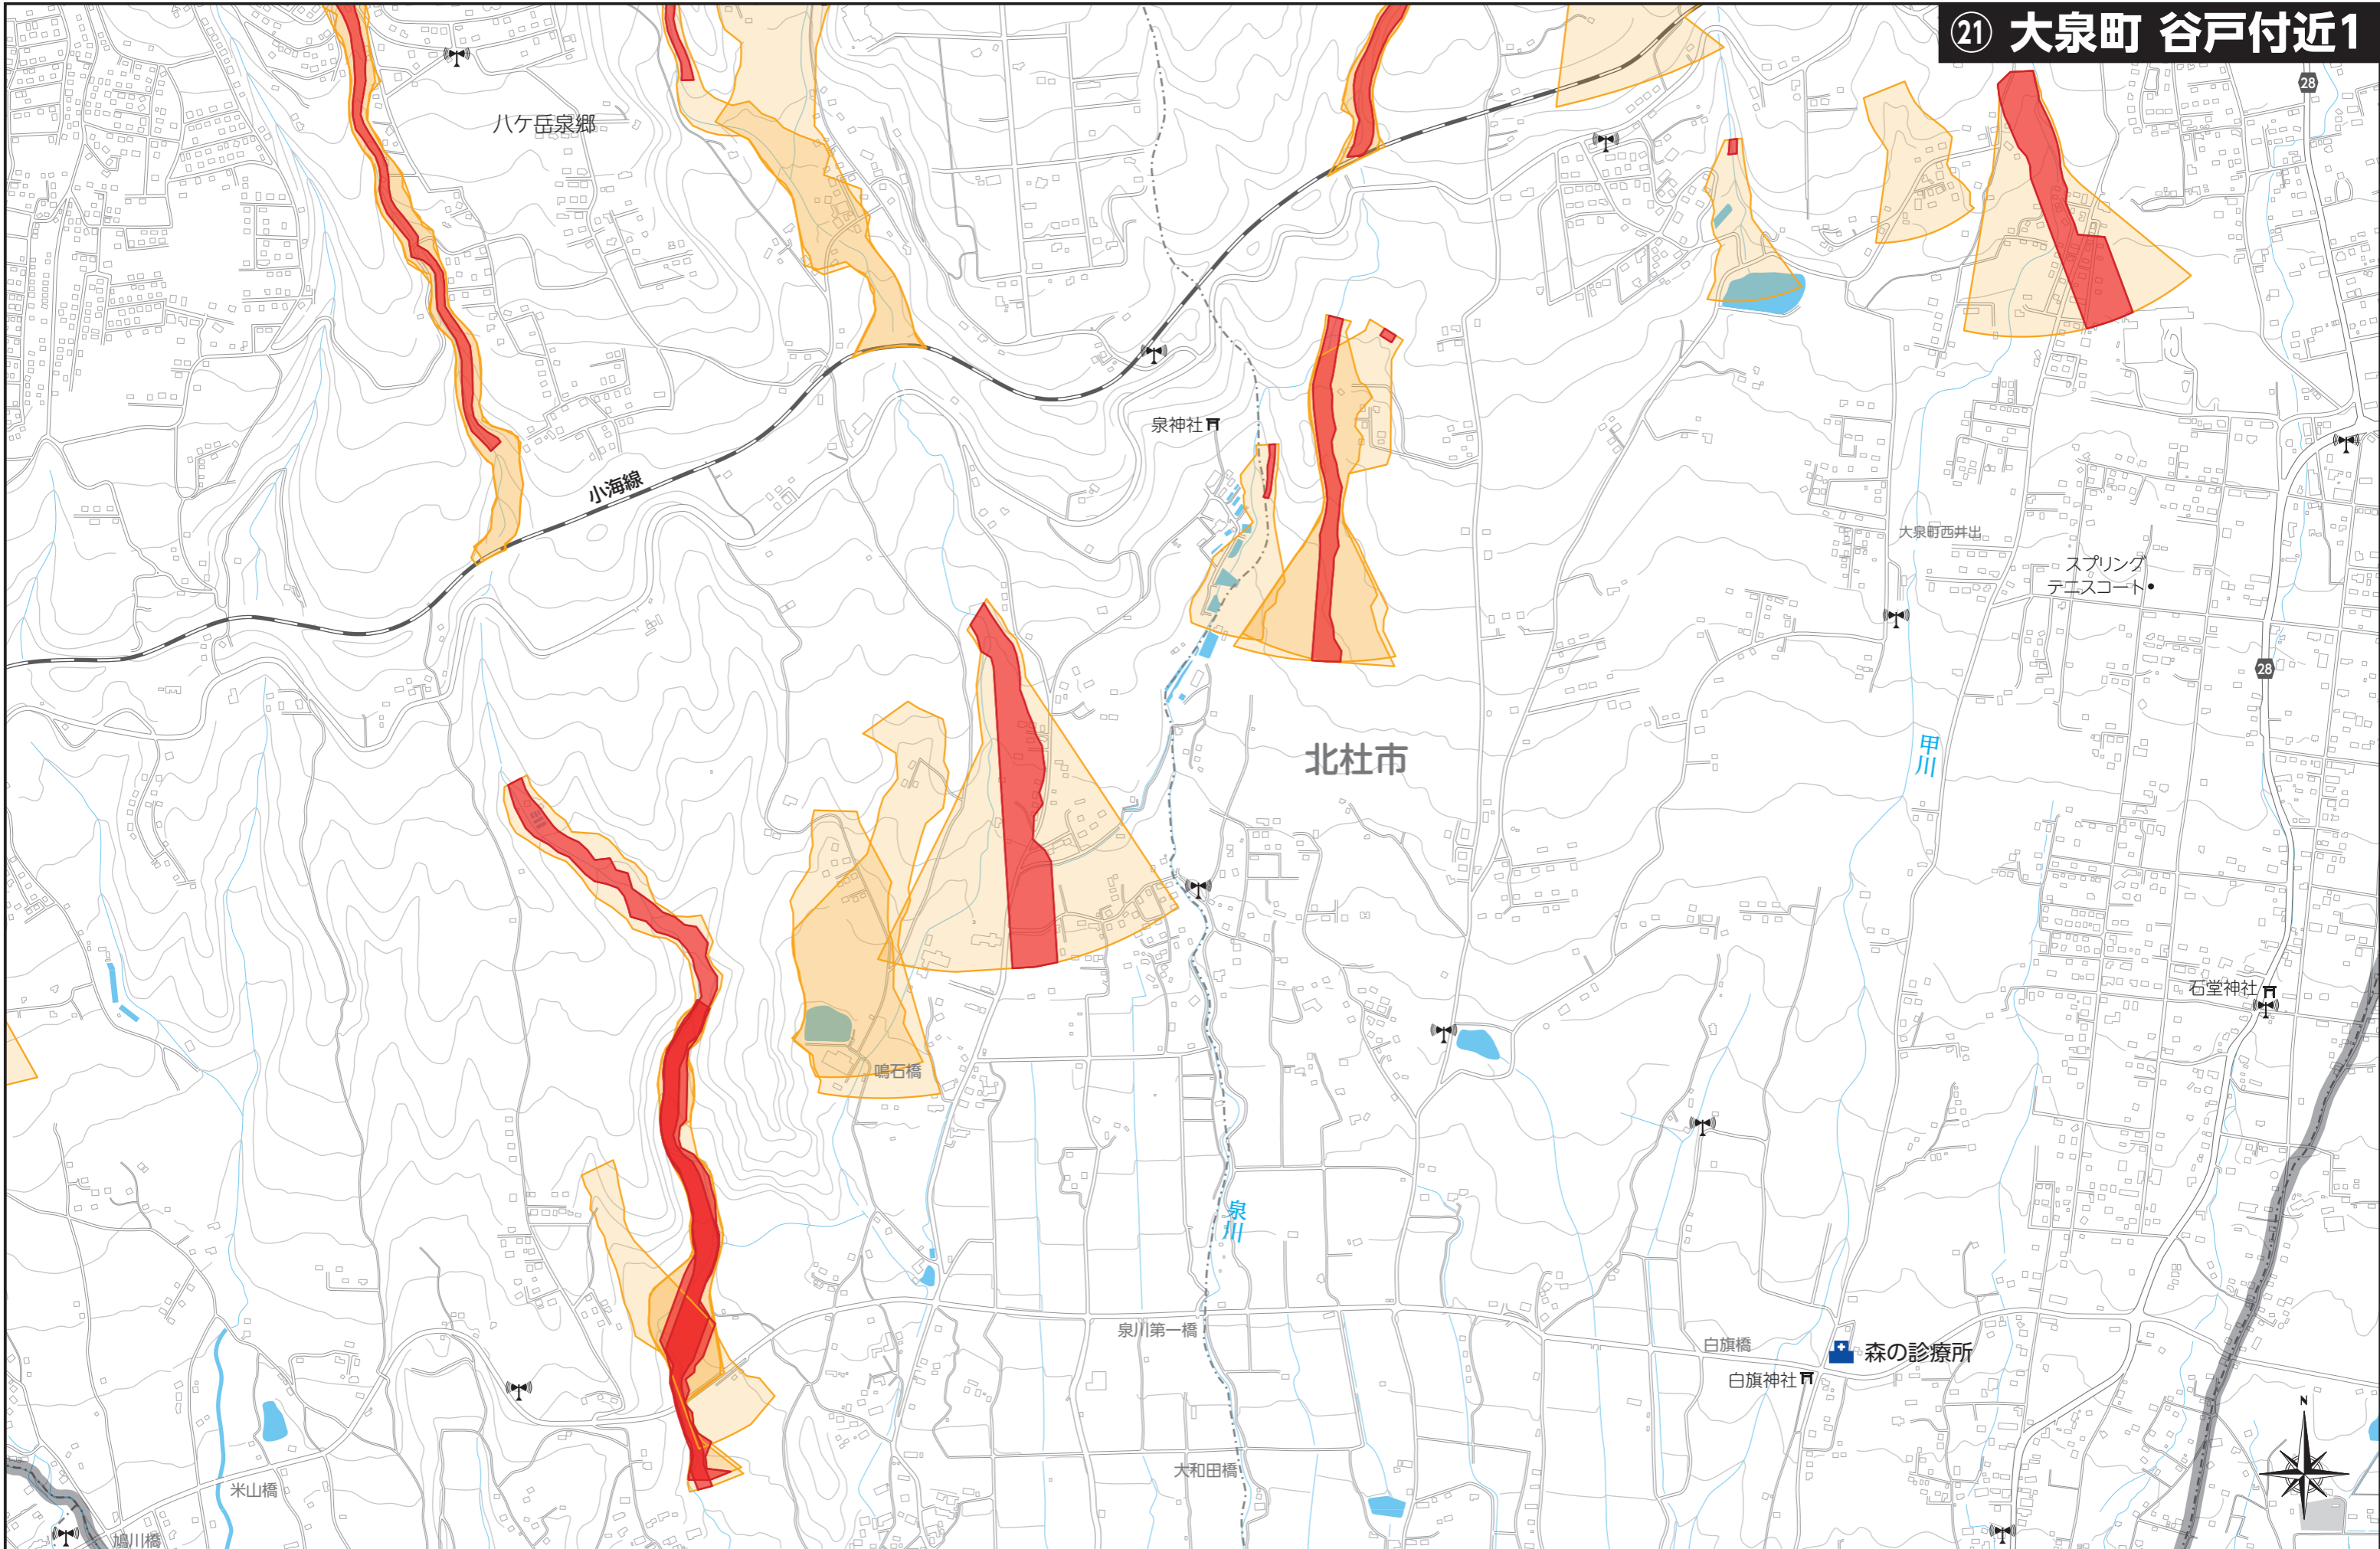 ㉑ 大泉町 谷戸付近1
28
八ケ岳泉郷
泉神社
小海線
大泉町西井出
スプリング
テニスコート
28
北杜市
甲川
石堂神社
鳴石橋
泉川
泉川第一橋
白旗橋
森の診療所
白旗神社
N
大和田橋
米山橋
鳩川橋